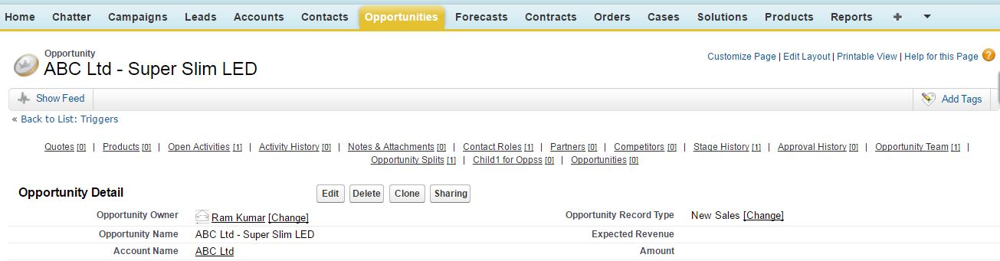 Home Chatter Campaigns Leads Accounts Contacts Opportunities Forecasts Contracts Orders Cases Solutions Products Reports +
Opportunity
ABC Ltd - Super Slim LED
Customize Page | Edit Layout | Printable View | Help for this Page ?
Show Feed Add Tags
« Back to List: Triggers
Quotes [0] | Products [0] | Open Activities [1] | Activity History [0] | Notes & Attachments [0] | Contact Roles [1] | Partners [0] | Competitors [0] | Stage History [1] | Approval History [0] | Opportunity Team [1] |
Opportunity Splits [1] | Child1 for Oppss [0] | Opportunities [0]
Opportunity Detail Edit Delete Clone Sharing
Opportunity Owner Ram Kumar [Change] Opportunity Record Type New Sales [Change]
Opportunity Name ABC Ltd - Super Slim LED Expected Revenue
Account Name ABC Ltd Amount